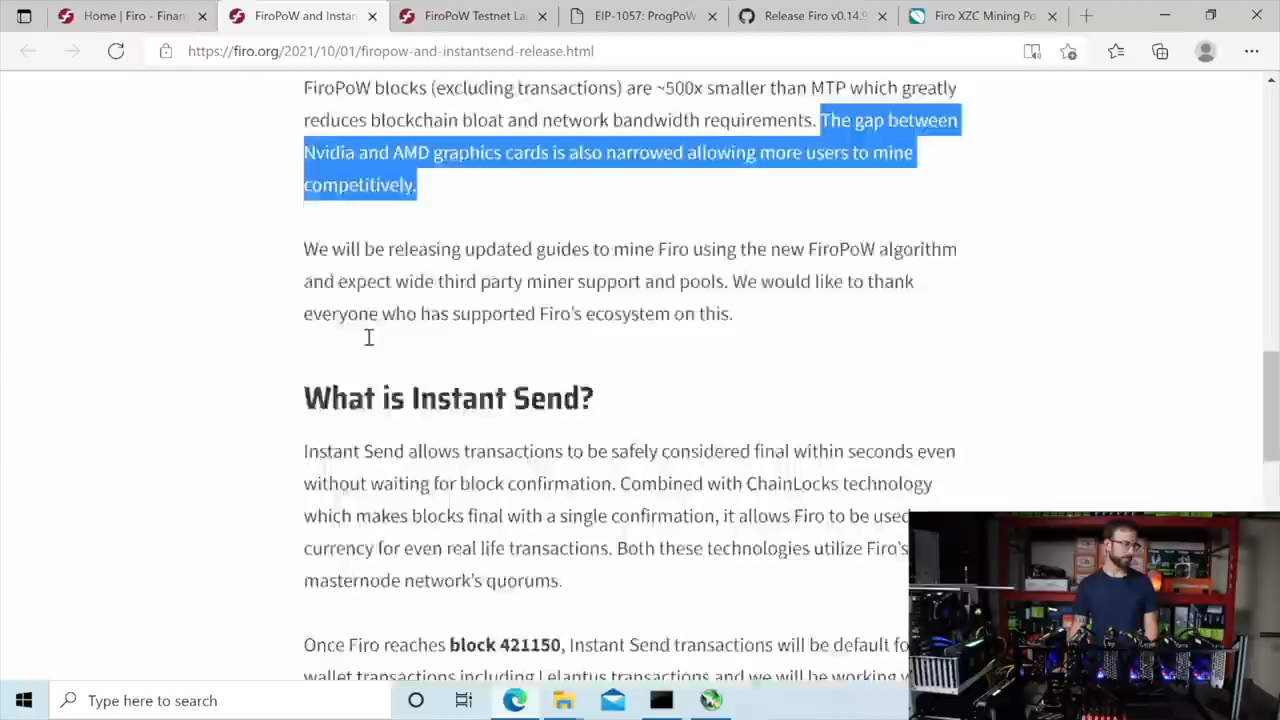 Home | Firo - Finan
FiroPoW and Instan
FiroPoW Testnet La
EIP-1057: ProgPoW
Release Firo v0.14.9
Firo XZC Mining Po
https://firo.org/2021/10/01/firopow-and-instantsend-release.html
FiroPoW blocks (excluding transactions) are ~500x smaller than MTP which greatly
reduces blockchain bloat and network bandwidth requirements. The gap between
Nvidia and AMD graphics cards is also narrowed allowing more users to mine
competitively.
We will be releasing updated guides to mine Firo using the new FiroPoW algorithm
and expect wide third party miner support and pools. We would like to thank
everyone who has supported Firo's ecosystem on this.
What is Instant Send?
Instant Send allows transactions to be safely considered final within seconds even
without waiting for block confirmation. Combined with ChainLocks technology
which makes blocks final with a single confirmation, it allows Firo to be used
currency for even real life transactions. Both these technologies utilize Firo's
masternode network's quorums.
Once Firo reaches block 421150, Instant Send transactions will be default fo
wallet transactions including Lelantus transactions and we will be working w
Type here to search